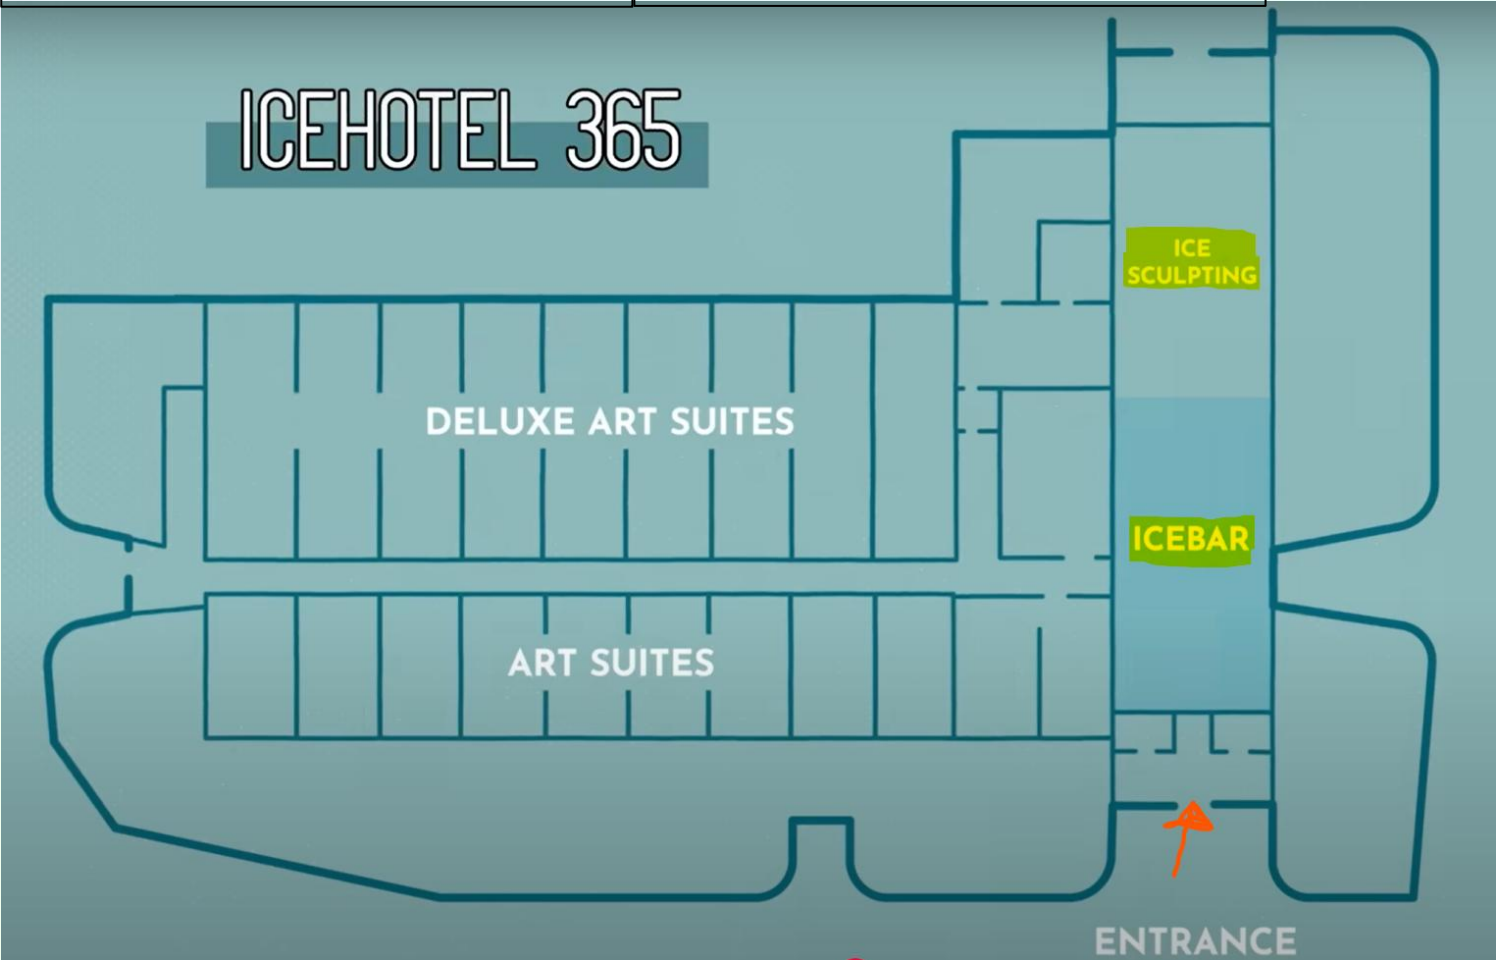 ICEHOTEL 365
ICE
SCULPTING
DELUXE ART SUITES
ICEBAR
ART SUITES
ENTRANCE